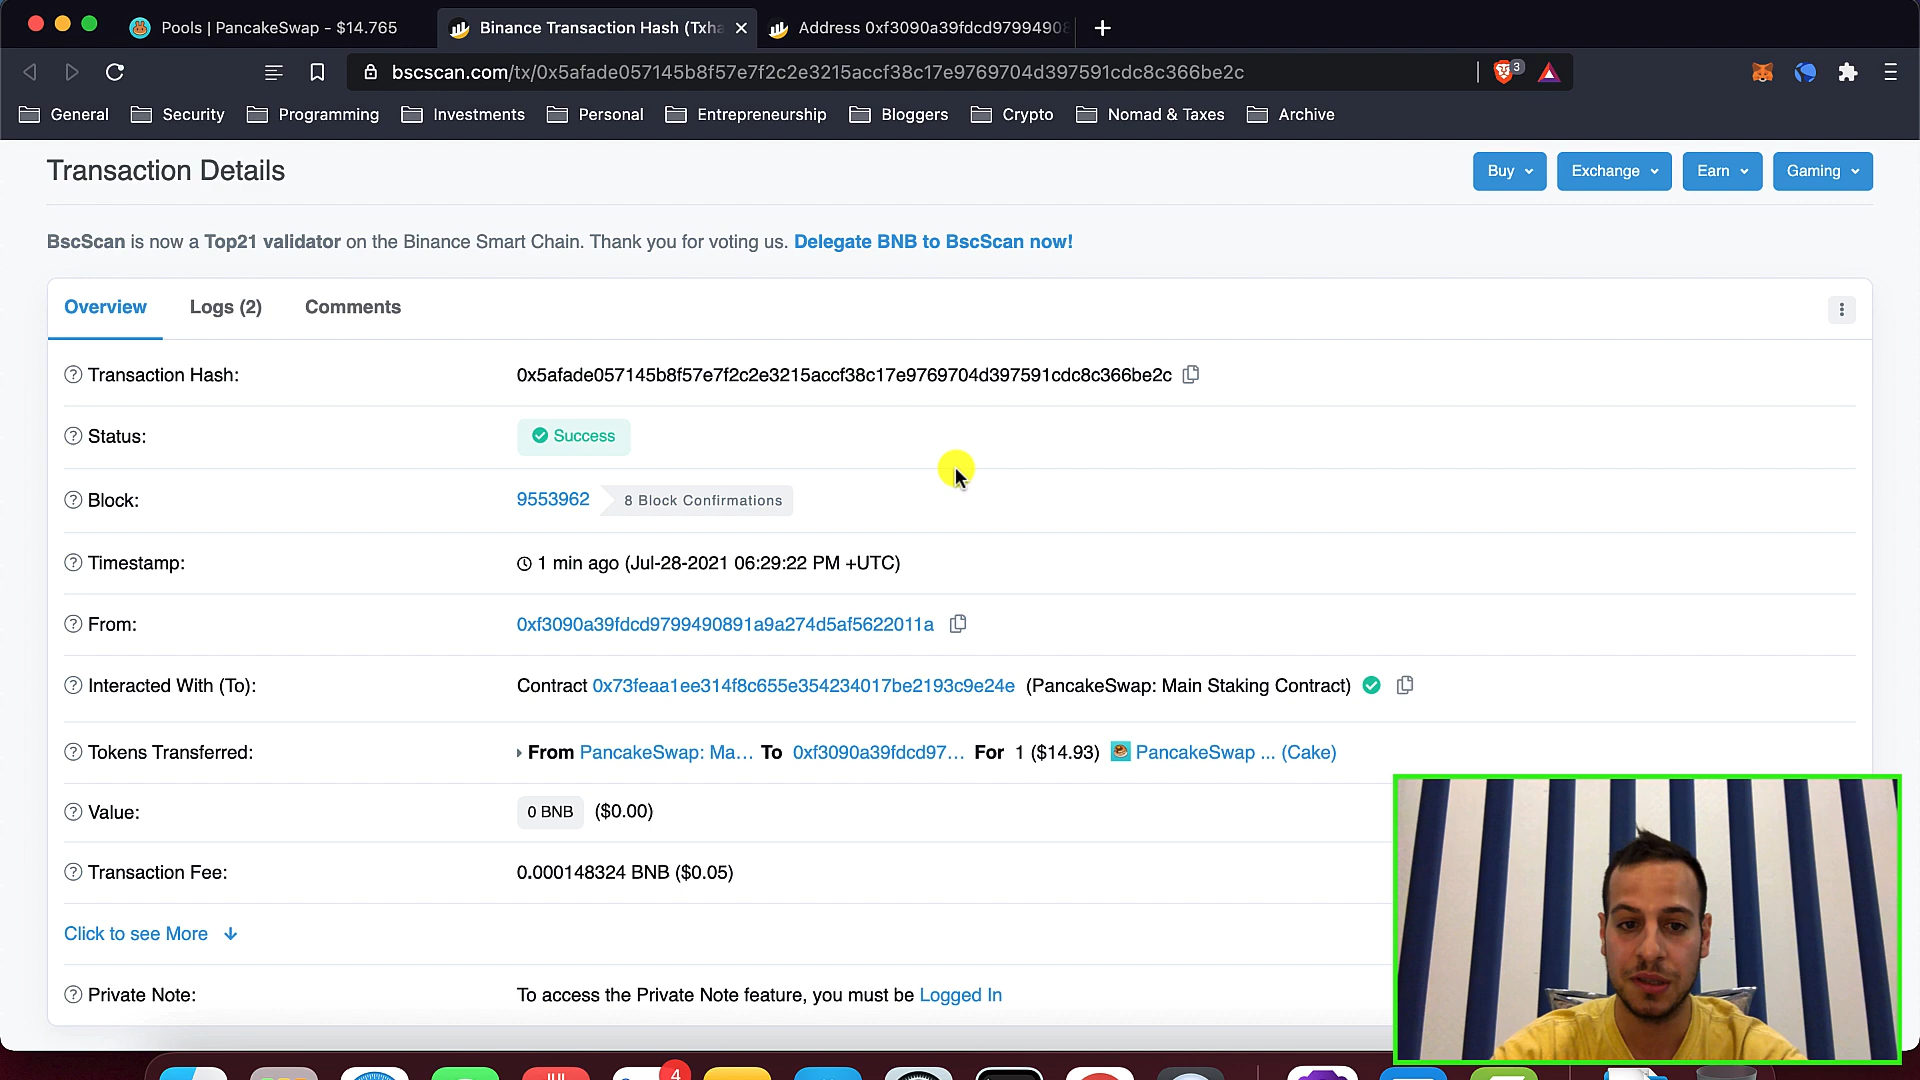 Pools | PancakeSwap - $14.765
Binance Transaction Hash (Txha
Address 0xf3090a39fdcd97994908
bscscan.com/tx/0x5afade057145b8f57e7f2c2e3215accf38c17e9769704d397591cdc8c366be2c
3
General Security Programming Investments Personal Entrepreneurship Bloggers Crypto Nomad & Taxes Archive
Transaction Details
Buy Exchange Earn Gaming
BscScan is now a Top21 validator on the Binance Smart Chain. Thank you for voting us. Delegate BNB to BscScan now!
Overview Logs (2) Comments
Transaction Hash: 0x5afade057145b8f57e7f2c2e3215accf38c17e9769704d397591cdc8c366be2c
Status: Success
Block: 9553962 8 Block Confirmations
Timestamp: 1 min ago (Jul-28-2021 06:29:22 PM +UTC)
From: 0xf3090a39fdcd9799490891a9a274d5af5622011a
Interacted With (To): Contract 0x73feaa1ee314f8c655e354234017be2193c9e24e (PancakeSwap: Main Staking Contract)
Tokens Transferred: From PancakeSwap: Ma... To 0xf3090a39fdcd97... For 1 ($14.93) PancakeSwap ... (Cake)
Value: 0 BNB ($0.00)
Transaction Fee: 0.000148324 BNB ($0.05)
Click to see More
Private Note: To access the Private Note feature, you must be Logged In
4